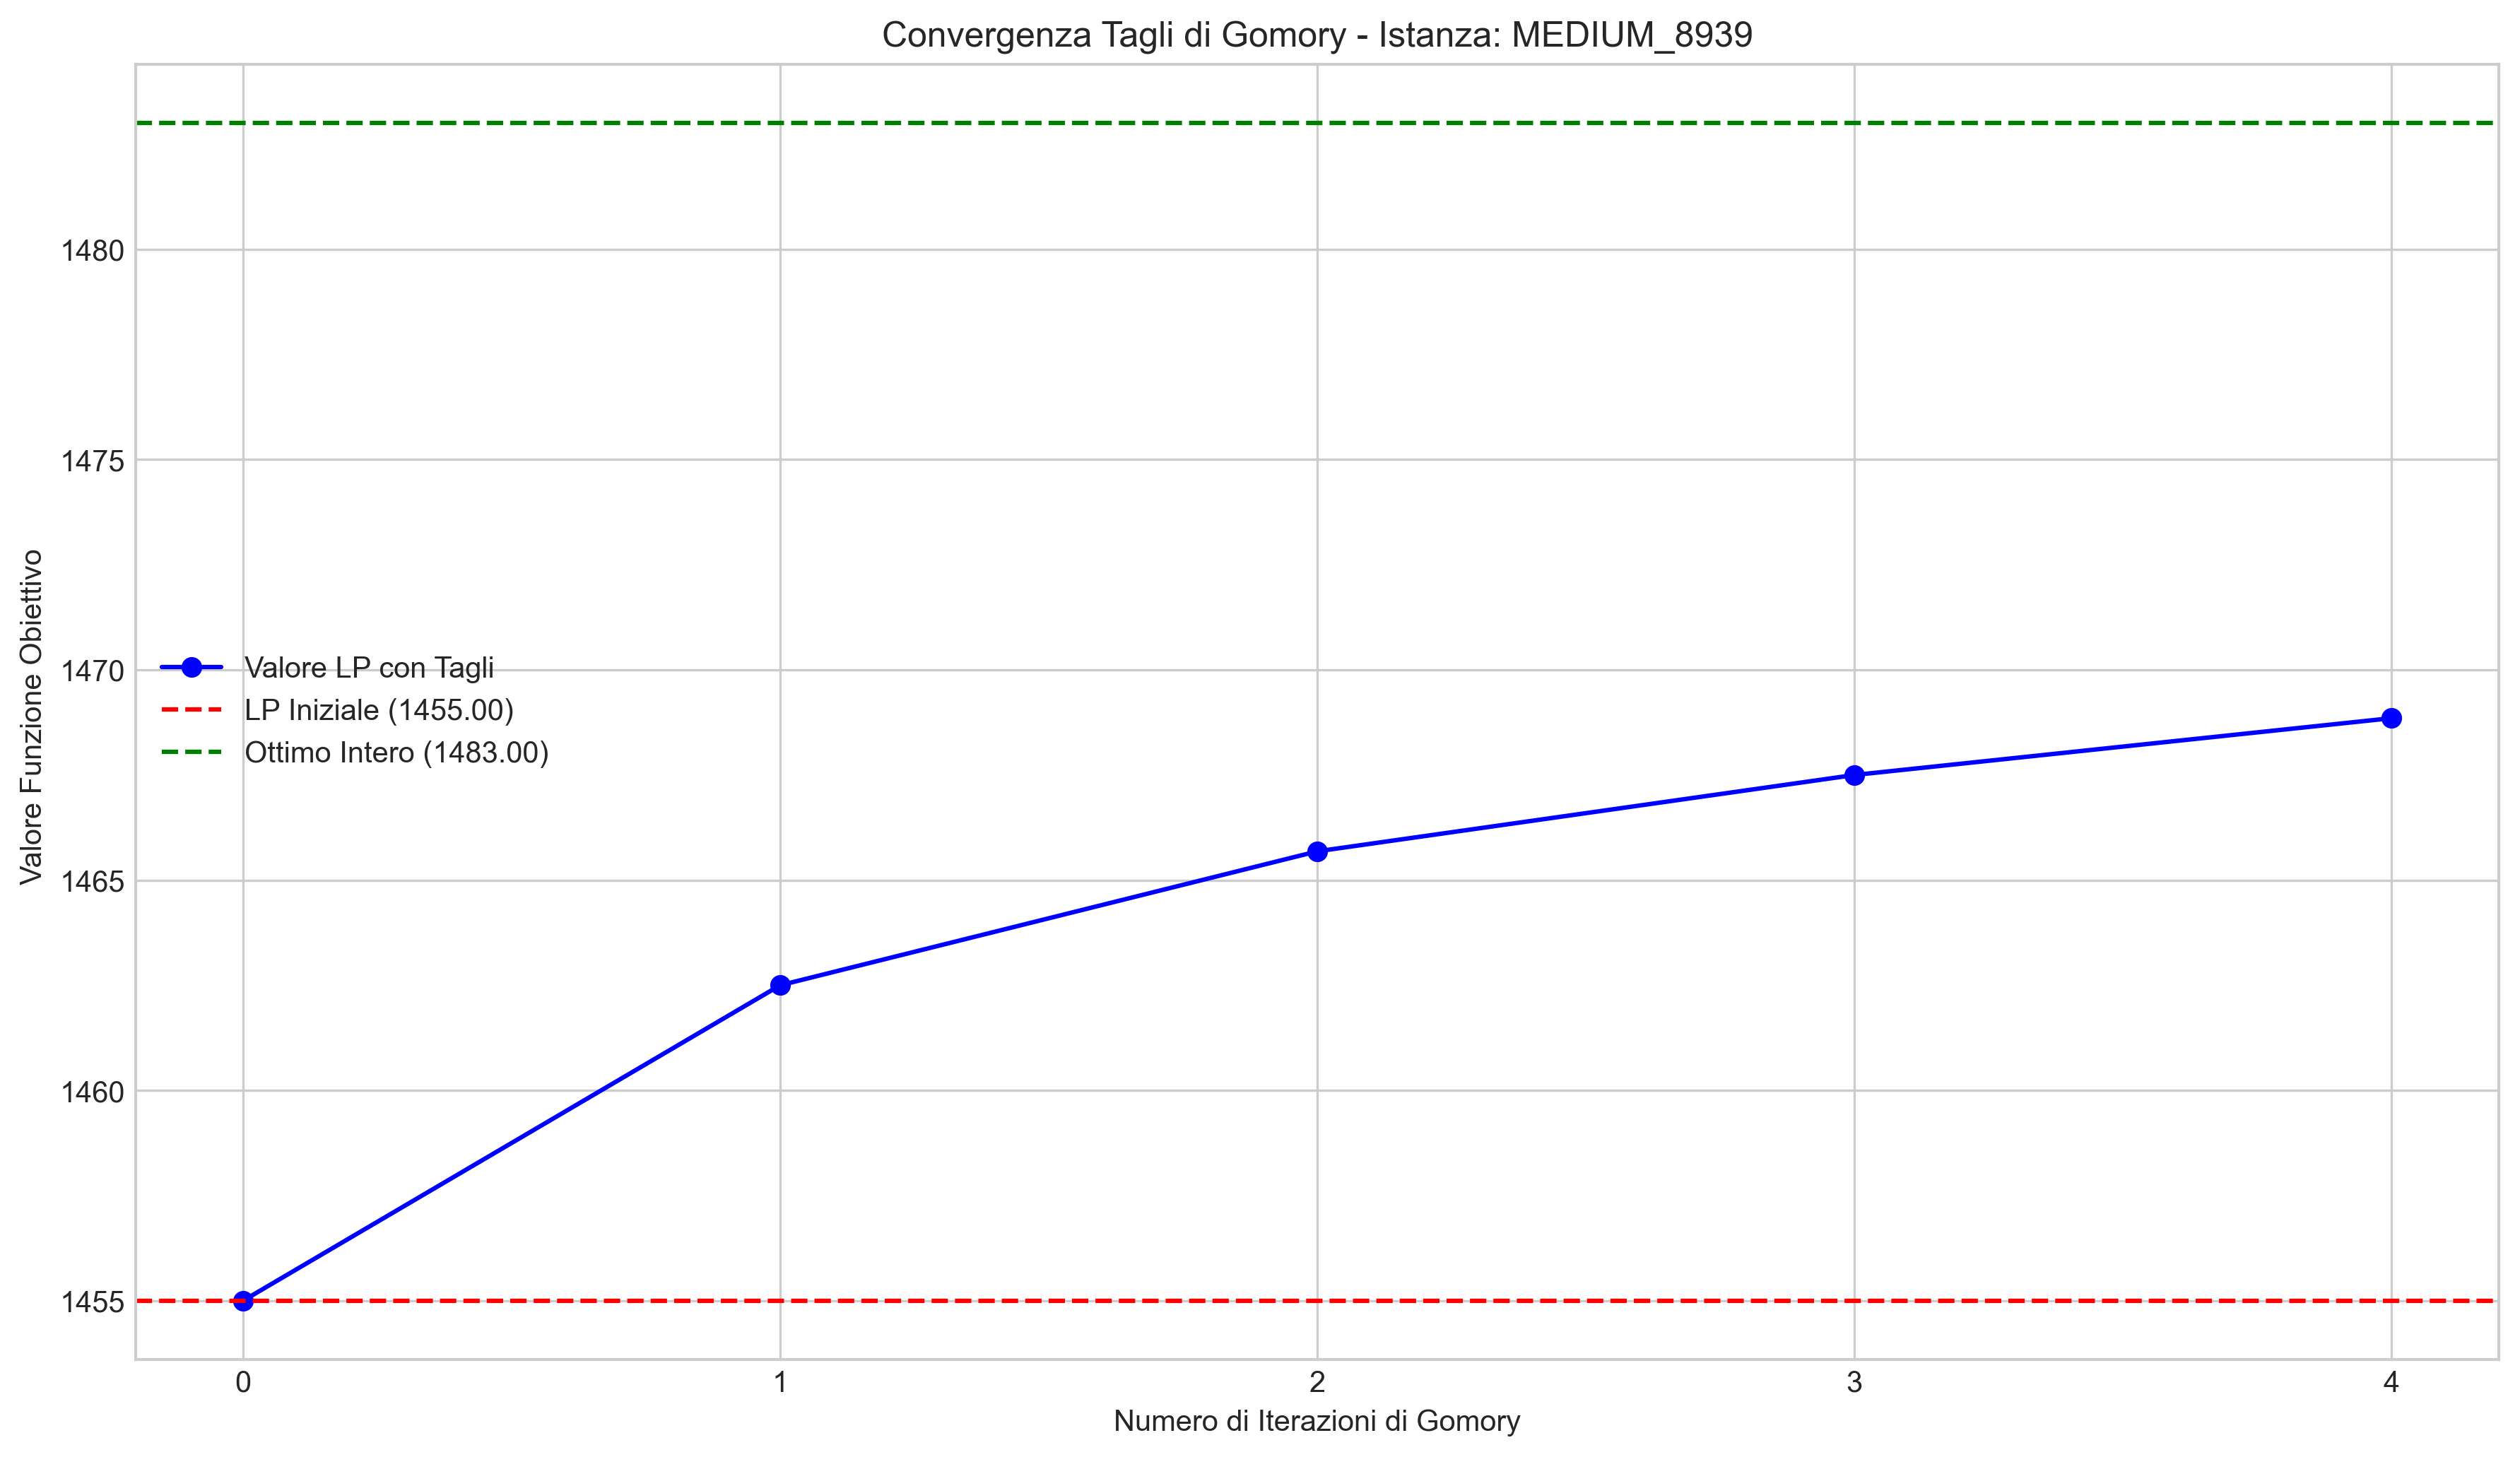 Convergenza Tagli di Gomory - Istanza: MEDIUM_8939
Valore Funzione Obiettivo
1480
1475
1470
1465
1460
1455
Valore LP con Tagli
LP Iniziale (1455.00)
Ottimo Intero (1483.00)
0 1 2 3 4
Numero di Iterazioni di Gomory